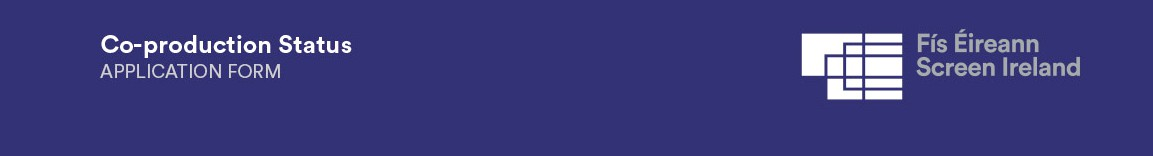 Co-production Status
APPLICATION FORM
Fís Éireann
Screen Ireland